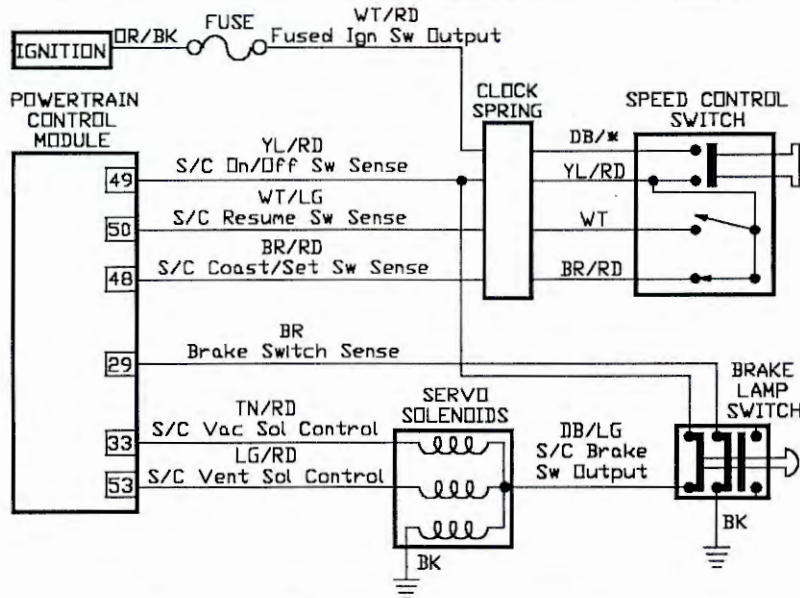 WT/RD
FUSE
OR/BK
Fused Ign Sw Output
IGNITION
POWERTRAIN
CONTROL
MODULE
CLOCK
SPRING
SPEED CONTROL
SWITCH
DB/*
YL/RD
S/C On/Off Sw Sense
49
YL/RD
WT/LG
S/C Resume Sw Sense
50
WT
BR/RD
S/C Coast/Set Sw Sense
48
BR/RD
BR
Brake Switch Sense
29
BRAKE
LAMP
SWITCH
SERVO
SOLENOIDS
TN/RD
S/C Vac Sol Control
33
DB/LG
S/C Brake
Sw Output
LG/RD
S/C Vent Sol Control
53
BK
BK